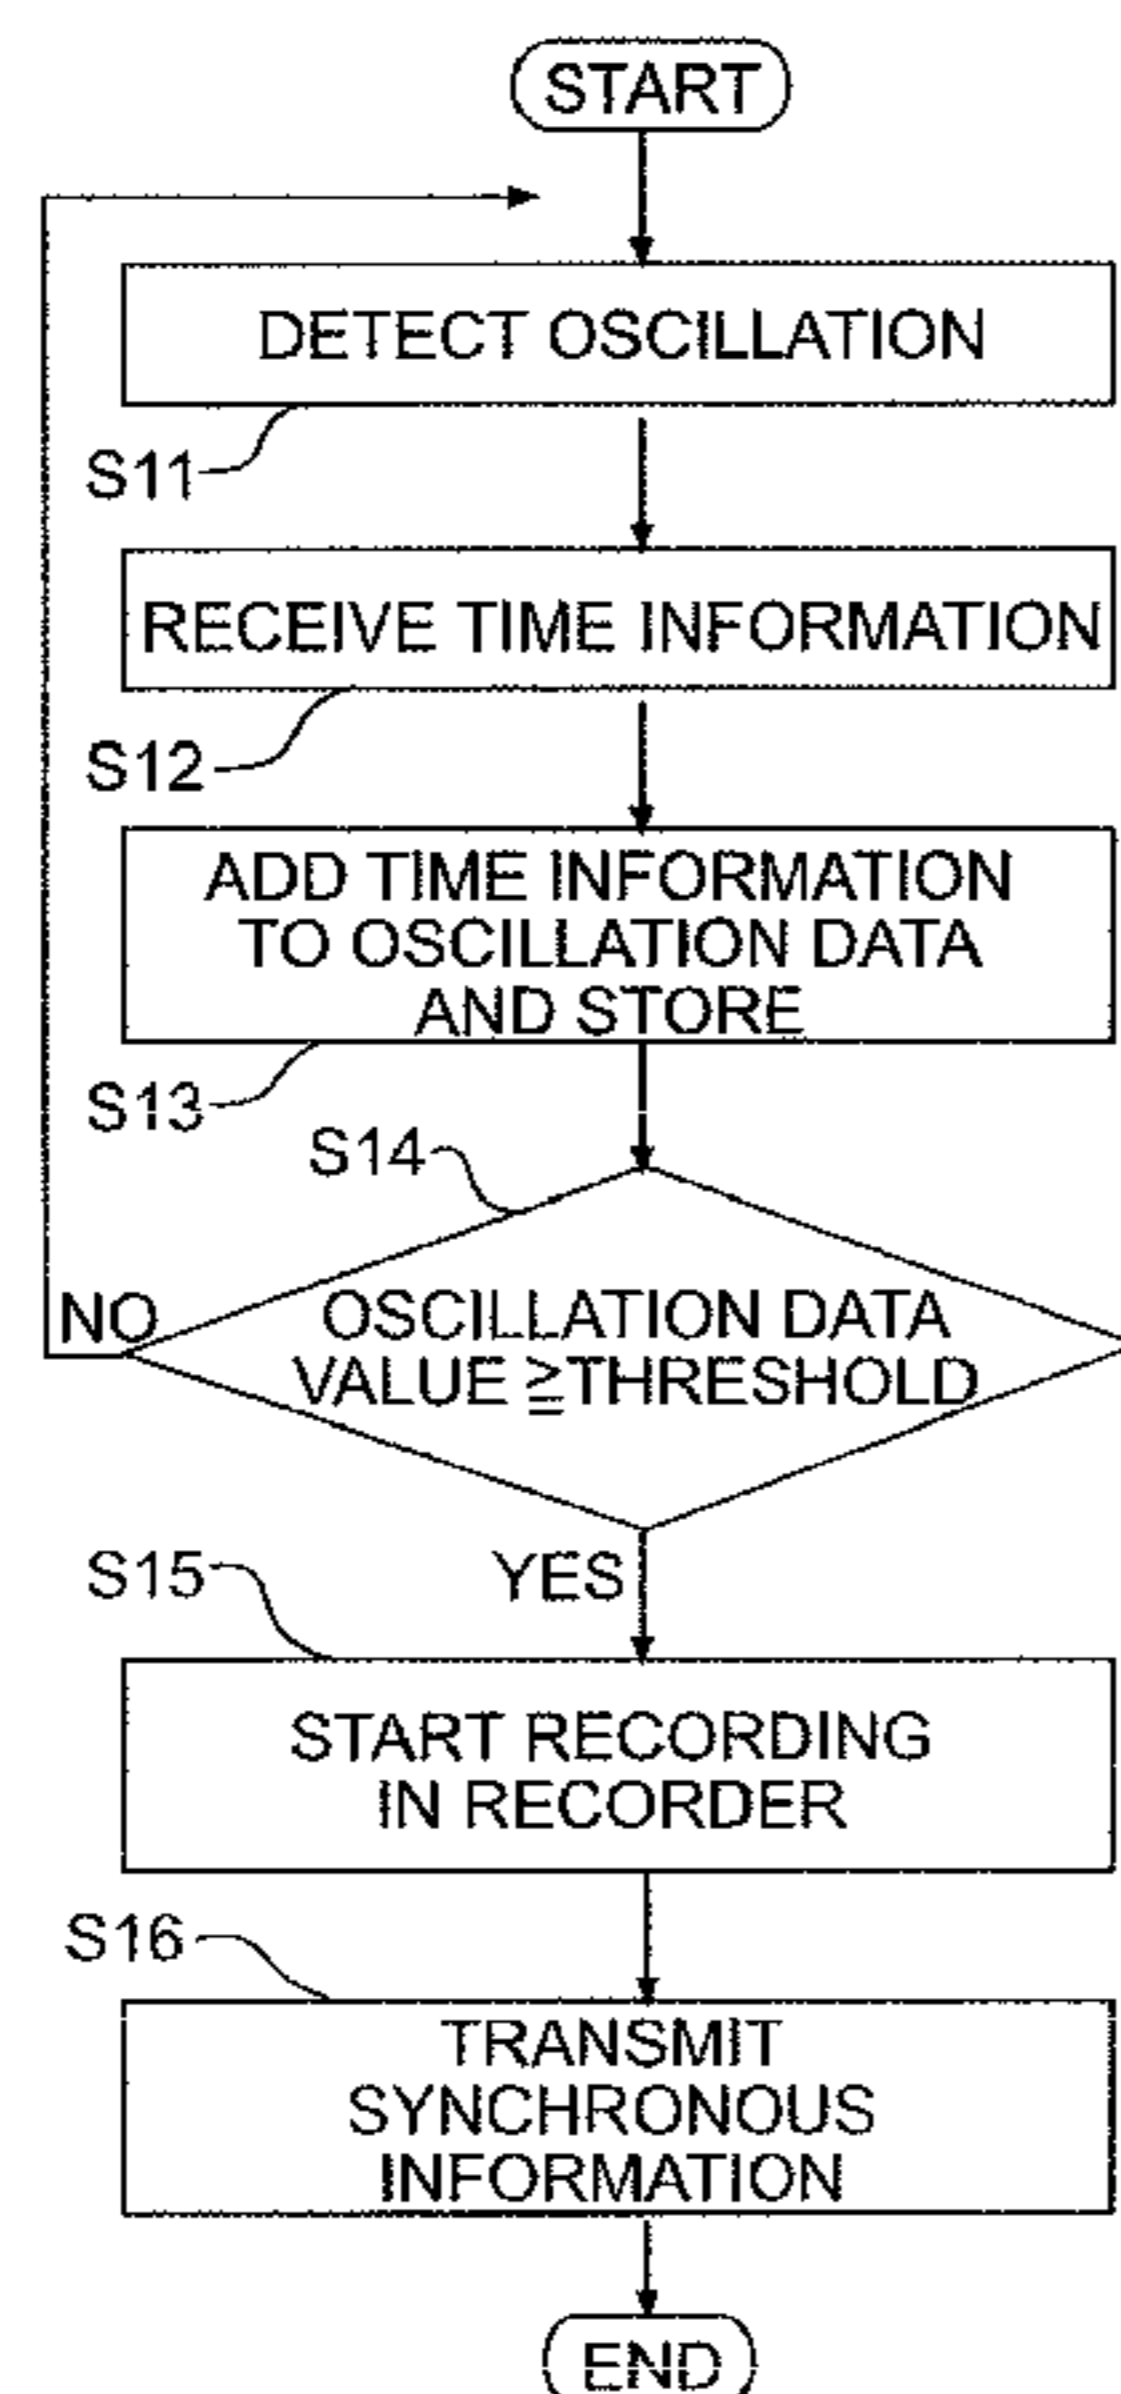 START
DETECT OSCILLATION
S11
RECEIVE TIME INFORMATION
S12
ADD TIME INFORMATION
TO OSCILLATION DATA
AND STORE
S13
S14
NO
OSCILLATION DATA
VALUE ≧THRESHOLD
YES
S15
START RECORDING
IN RECORDER
S16
TRANSMIT
SYNCHRONOUS
INFORMATION
END